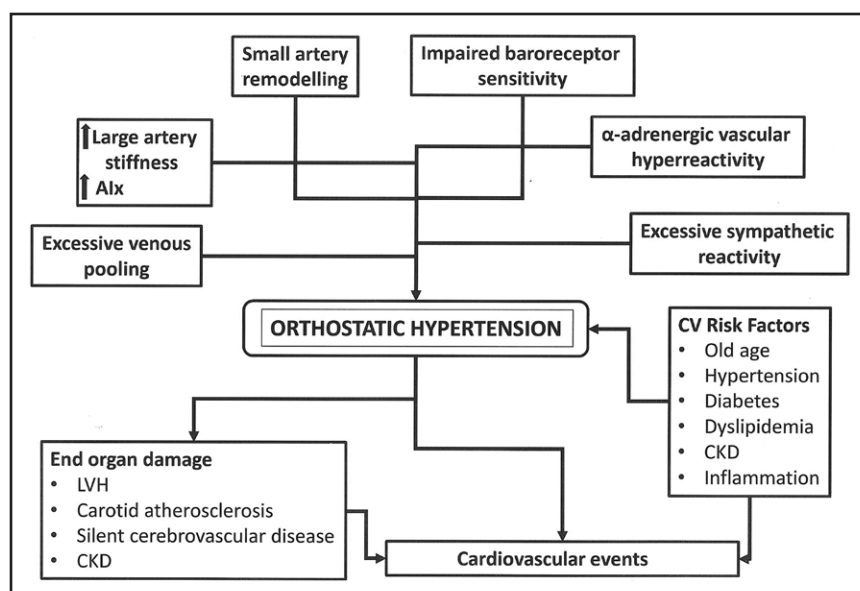 Small artery
remodelling
Impaired baroreceptor
sensitivity
Large artery
stiffness
AIx
α-adrenergic vascular
hyperreactivity
Excessive venous
pooling
Excessive sympathetic
reactivity
ORTHOSTATIC HYPERTENSION
CV Risk Factors
• Old age
• Hypertension
• Diabetes
• Dyslipidemia
• CKD
• Inflammation
End organ damage
• LVH
• Carotid atherosclerosis
• Silent cerebrovascular disease
• CKD
Cardiovascular events